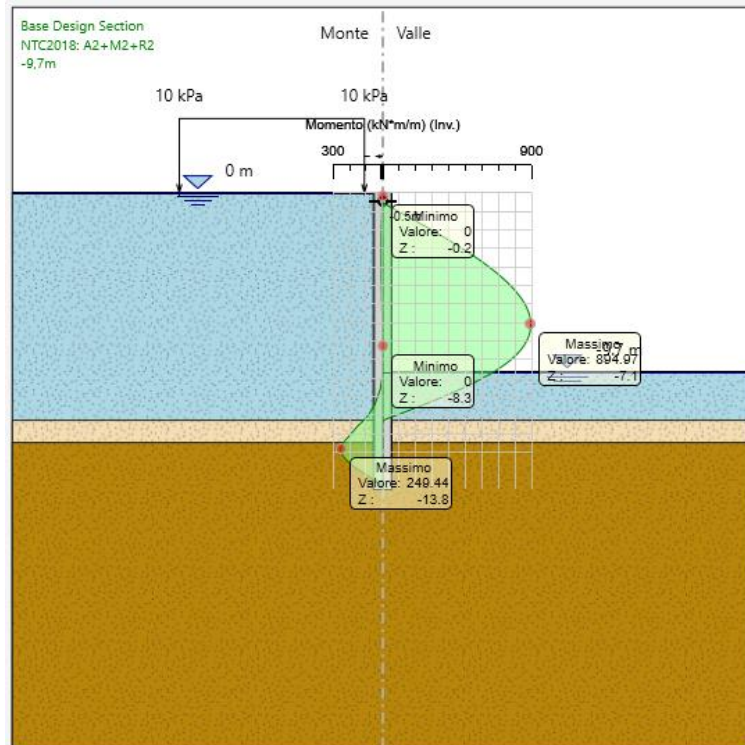 Base Design Section
NTC2018: A2+M2+R2
-9,7m
Monte
Valle
10 kPa
10 kPa
Momento (kN*m/m) (Inv.)
0 m
300
900
-0.5m
Minimo
Valore: 0
Z : -0.2
Massimo
Valore: 894.97
Z : -7.1
Minimo
Valore: 0
Z : -8.3
Massimo
Valore: 249.44
Z : -13.8